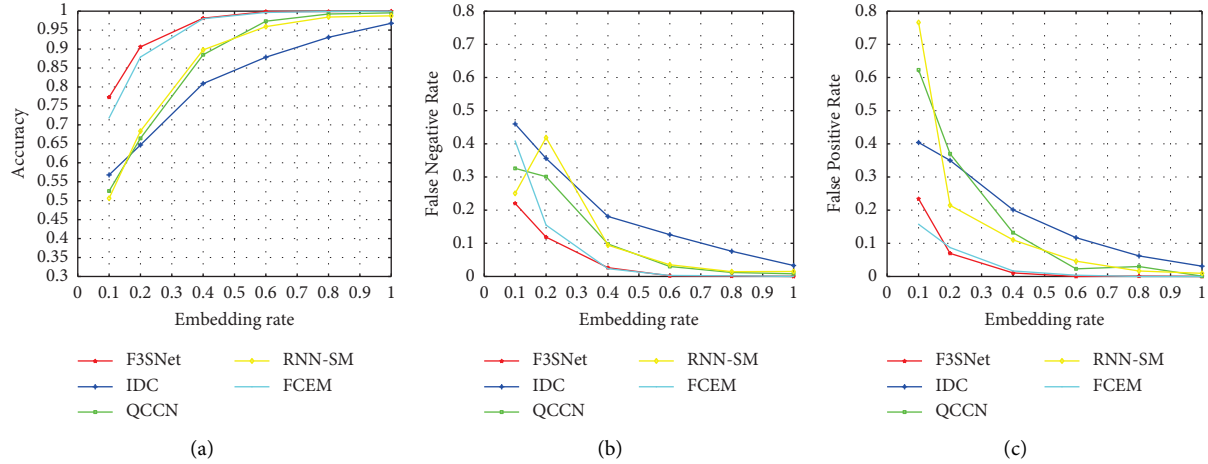 1
0.95
0.9
0.85
0.8
0.75
0.7
0.65
0.6
0.55
0.5
0.45
0.4
0.35
0.3
Accuracy
0 0.1 0.2 0.3 0.4 0.5 0.6 0.7 0.8 0.9 1
Embedding rate
F3SNet RNN-SM
IDC FCEM
QCCN
(a)
0.8
0.7
0.6
0.5
0.4
0.3
0.2
0.1
0
False Negative Rate
0 0.1 0.2 0.3 0.4 0.5 0.6 0.7 0.8 0.9 1
Embedding rate
F3SNet RNN-SM
IDC FCEM
QCCN
(b)
0.8
0.7
0.6
0.5
0.4
0.3
0.2
0.1
0
False Positive Rate
0 0.1 0.2 0.3 0.4 0.5 0.6 0.7 0.8 0.9 1
Embedding rate
F3SNet RNN-SM
IDC FCEM
QCCN
(c)